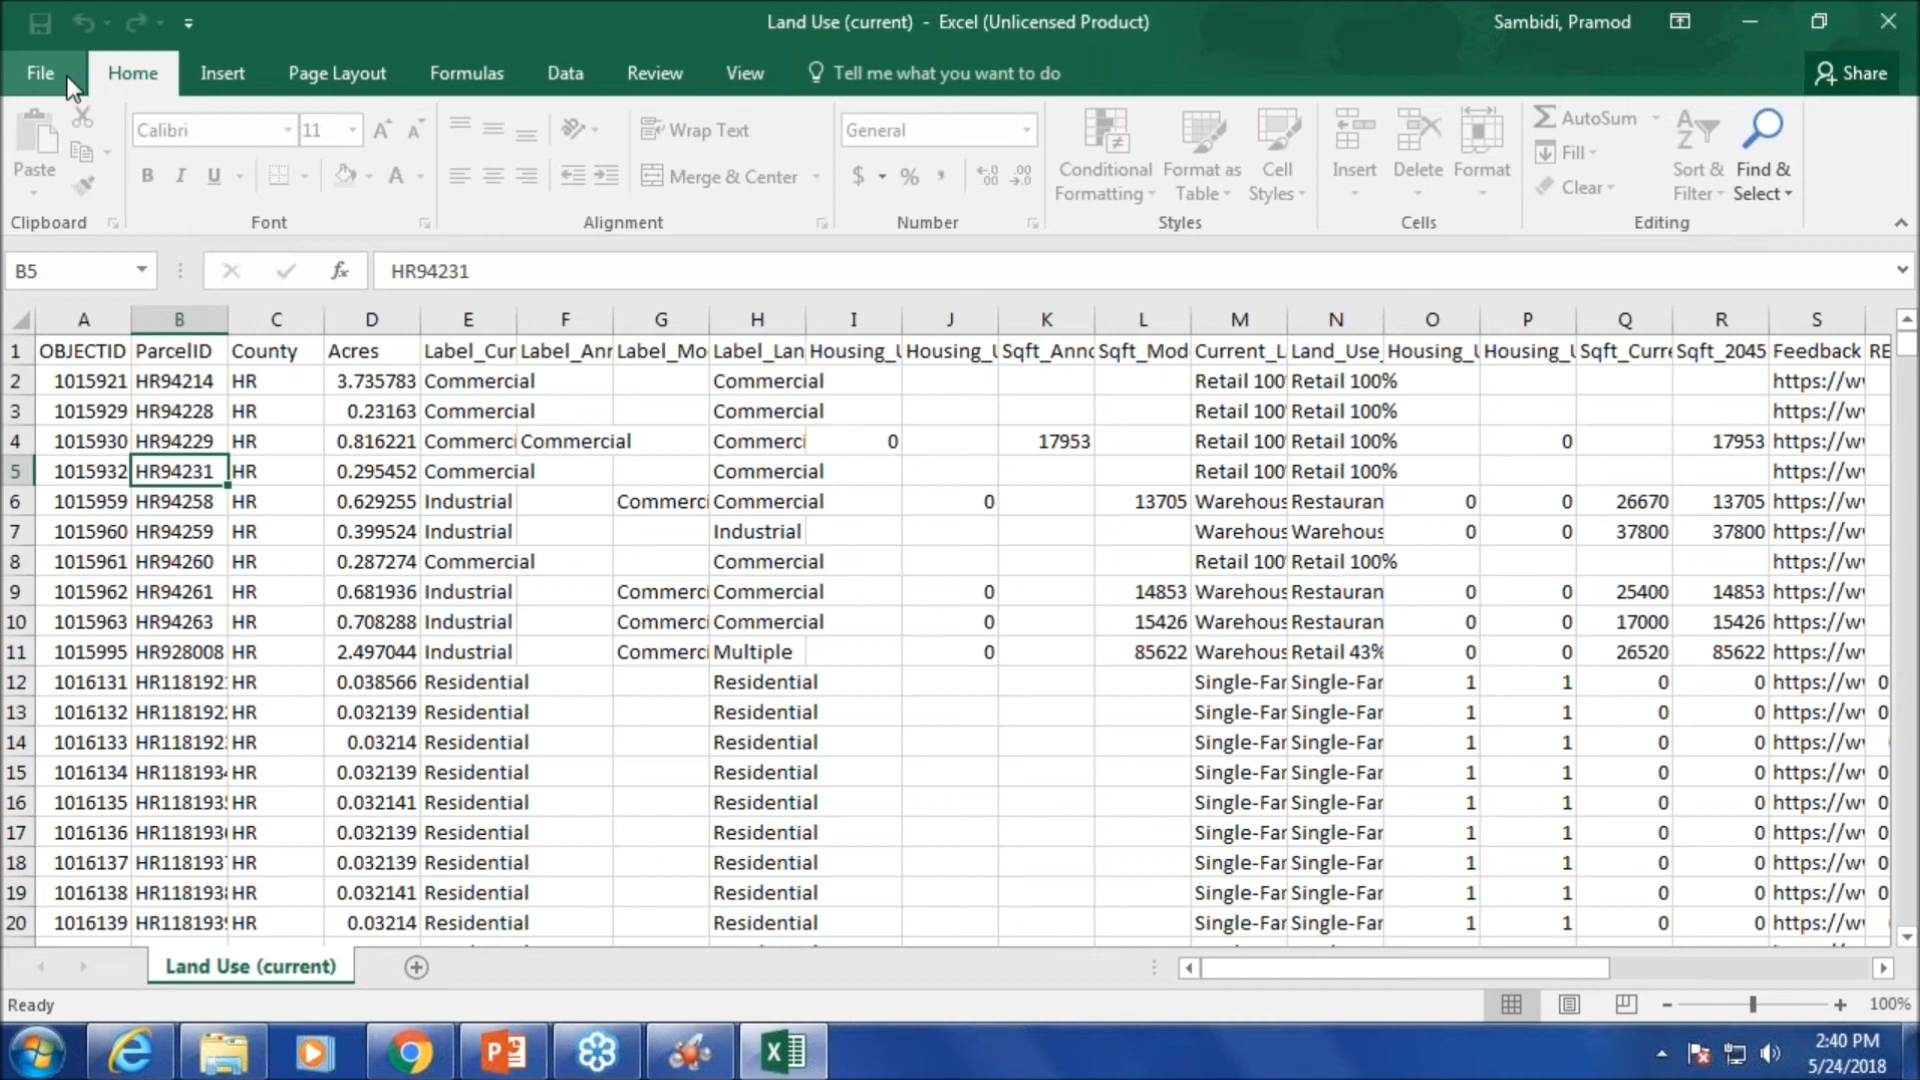 Land Use (current) - Excel (Unlicensed Product)
Sambidi, Pramod
File Home Insert Page Layout Formulas Data Review View Tell me what you want to do Share
Calibri 11 Wrap Text General AutoSum
Fill
Paste B I U Merge & Center $ % Conditional Formatting Format as Table Cell Styles Insert Delete Format Clear Sort & Filter Find & Select
Clipboard Font Alignment Number Styles Cells Editing
B5 fx HR94231
A B C D E F G H I J K L M N O P Q R S
1 OBJECTID ParcelID County Acres Label_Cur Label_Anr Label_Mo Label_Lan Housing_U Housing_U Sqft_Anno Sqft_Mod Current_L Land_Use_ Housing_U Housing_U Sqft_Curre Sqft_2045 Feedback RE
2 1015921 HR94214 HR 3.735783 Commercial Commercial Retail 100% Retail 100% https://w
3 1015929 HR94228 HR 0.23163 Commercial Commercial Retail 100% Retail 100% https://w
4 1015930 HR94229 HR 0.816221 Commerci Commercial Commerci 0 17953 Retail 100% Retail 100% 0 17953 https://w
5 1015932 HR94231 HR 0.295452 Commercial Commercial Retail 100% Retail 100% https://w
6 1015959 HR94258 HR 0.629255 Industrial Commerci Commercial 0 13705 Warehous Restauran 0 0 26670 13705 https://w
7 1015960 HR94259 HR 0.399524 Industrial Industrial Warehous Warehous 0 0 37800 37800 https://w
8 1015961 HR94260 HR 0.287274 Commercial Commercial Retail 100% Retail 100% https://w
9 1015962 HR94261 HR 0.681936 Industrial Commerci Commercial 0 14853 Warehous Restauran 0 0 25400 14853 https://w
10 1015963 HR94263 HR 0.708288 Industrial Commerci Commercial 0 15426 Warehous Restauran 0 0 17000 15426 https://w
11 1015995 HR928008 HR 2.497044 Industrial Commerci Multiple 0 85622 Warehous Retail 43% 0 0 26520 85622 https://w
12 1016131 HR118192 HR 0.038566 Residential Residential Single-Far Single-Far 1 1 0 0 https://w 0
13 1016132 HR118192 HR 0.032139 Residential Residential Single-Far Single-Far 1 1 0 0 https://w 0
14 1016133 HR118192 HR 0.03214 Residential Residential Single-Far Single-Far 1 1 0 0 https://w
15 1016134 HR118193 HR 0.032139 Residential Residential Single-Far Single-Far 1 1 0 0 https://w 0
16 1016135 HR118193 HR 0.032141 Residential Residential Single-Far Single-Far 1 1 0 0 https://w 0
17 1016136 HR118193 HR 0.032139 Residential Residential Single-Far Single-Far 1 1 0 0 https://w 0
18 1016137 HR118193 HR 0.032139 Residential Residential Single-Far Single-Far 1 1 0 0 https://w 0
19 1016138 HR118193 HR 0.032141 Residential Residential Single-Far Single-Far 1 1 0 0 https://w 0
20 1016139 HR118193 HR 0.03214 Residential Residential Single-Far Single-Far 1 1 0 0 https://w
Land Use (current)
Ready 100%
2:40 PM
5/24/2018